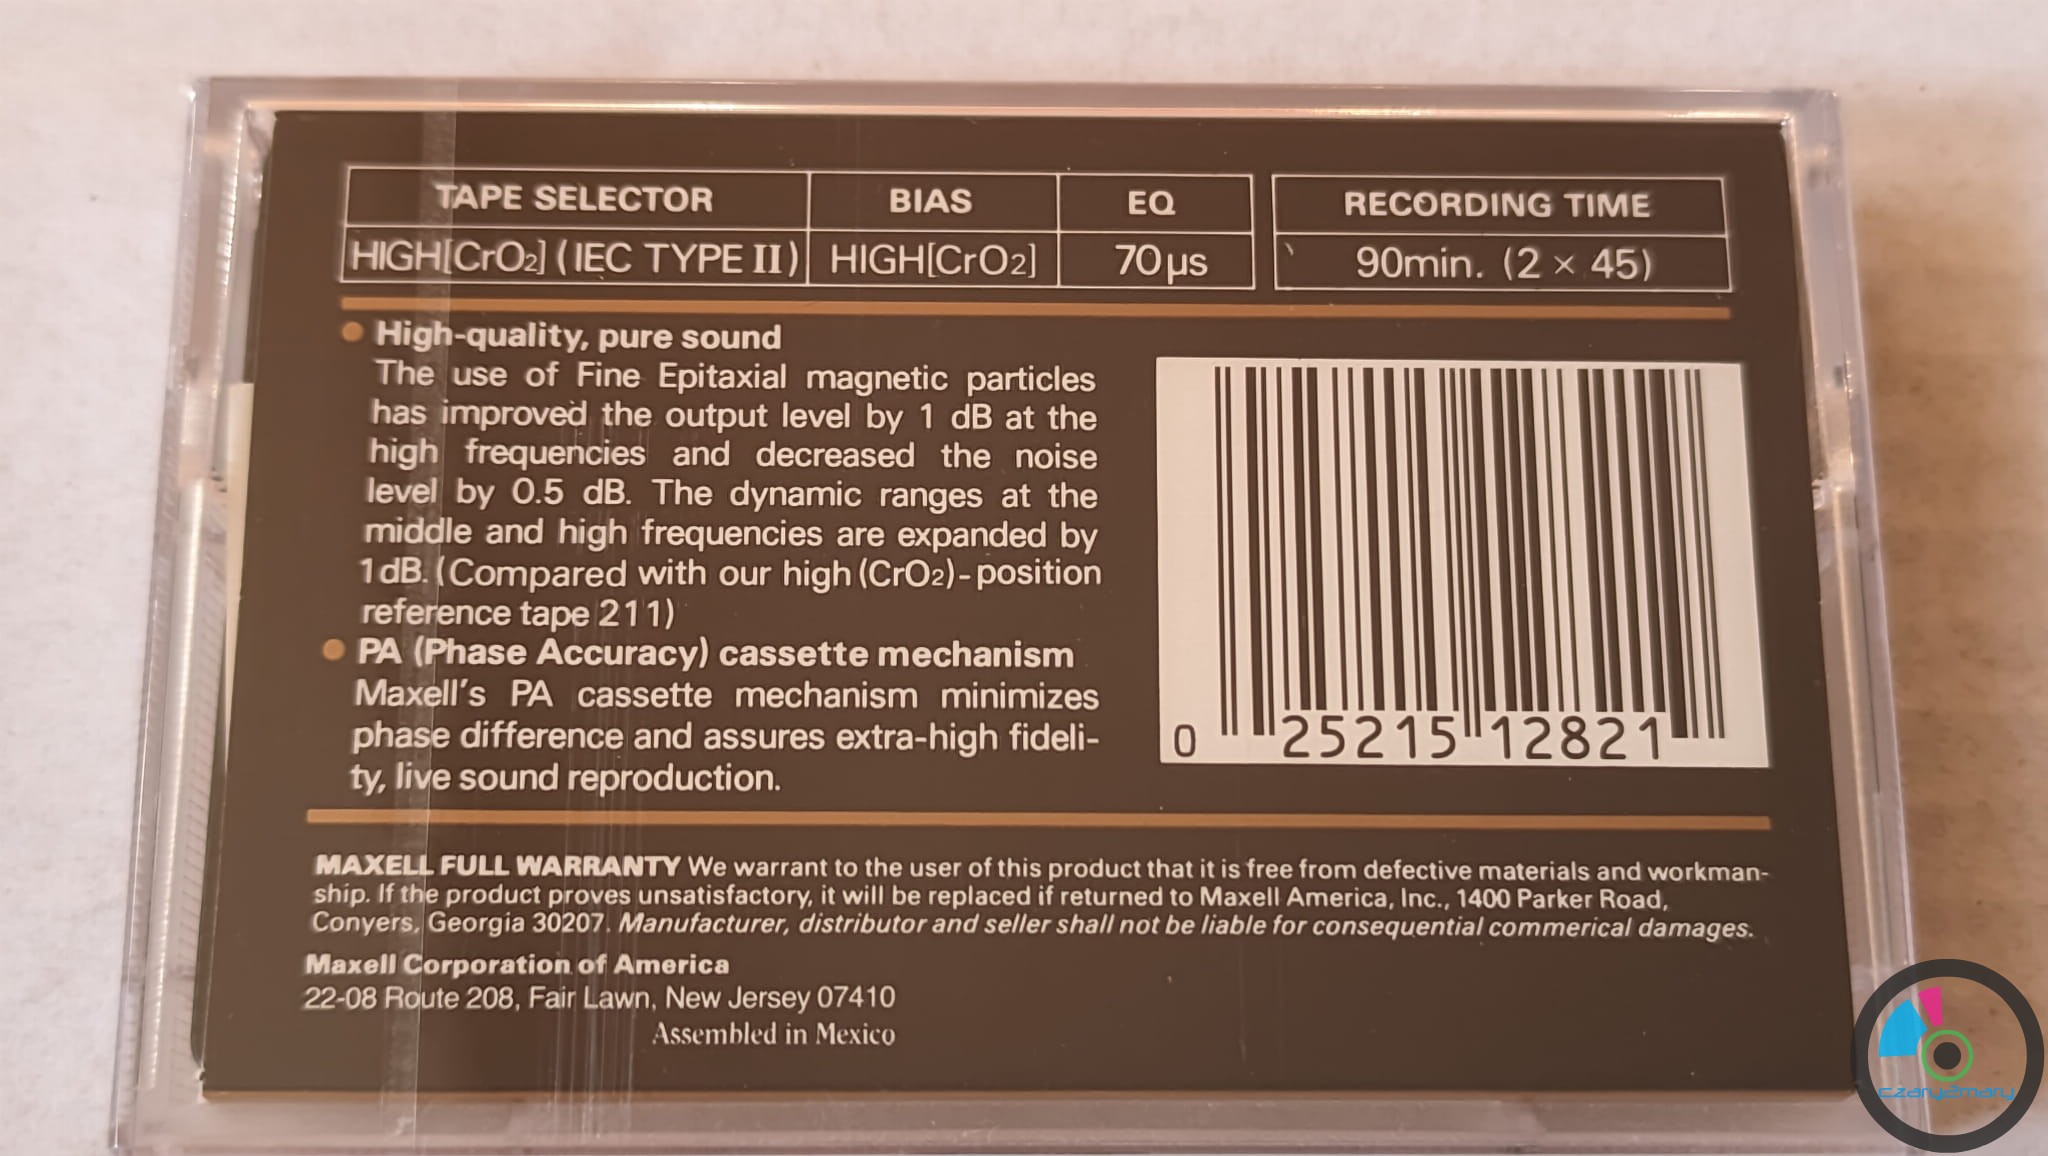 TAPE SELECTOR BIAS EQ RECORDING TIME
HIGH[CrO2] (IEC TYPE II) HIGH[CrO2] 70μs 90min. (2 × 45)
● High-quality, pure sound
The use of Fine Epitaxial magnetic particles
has improved the output level by 1 dB at the
high frequencies and decreased the noise
level by 0.5 dB. The dynamic ranges at the
middle and high frequencies are expanded by
1dB. (Compared with our high (CrO2)-position
reference tape 211)
● PA (Phase Accuracy) cassette mechanism
Maxell's PA cassette mechanism minimizes
phase difference and assures extra-high fideli-
ty, live sound reproduction.
0 25215 12821
MAXELL FULL WARRANTY We warrant to the user of this product that it is free from defective materials and workman-
ship. If the product proves unsatisfactory, it will be replaced if returned to Maxell America, Inc., 1400 Parker Road,
Conyers, Georgia 30207. Manufacturer, distributor and seller shall not be liable for consequential commerical damages.
Maxell Corporation of America
22-08 Route 208, Fair Lawn, New Jersey 07410
Assembled in Mexico
czary2mary